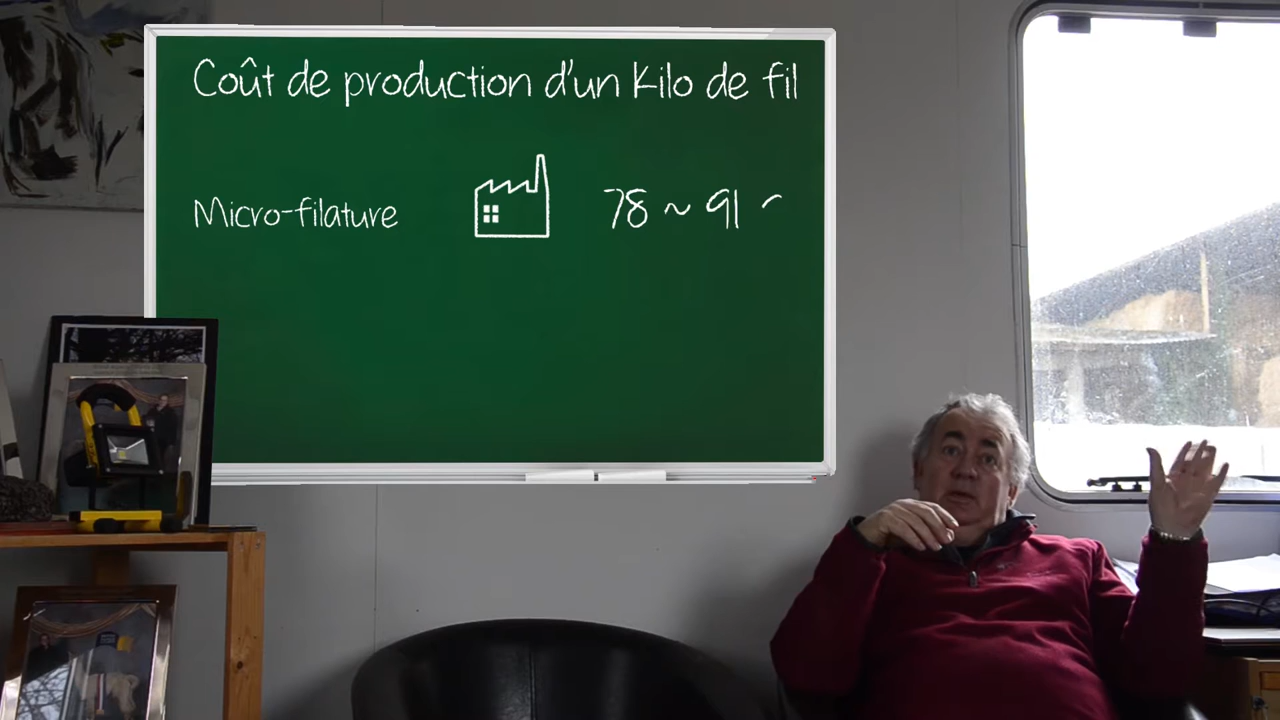 Coût de production d'un Kilo de fil
Micro-filature 78 ~ 91